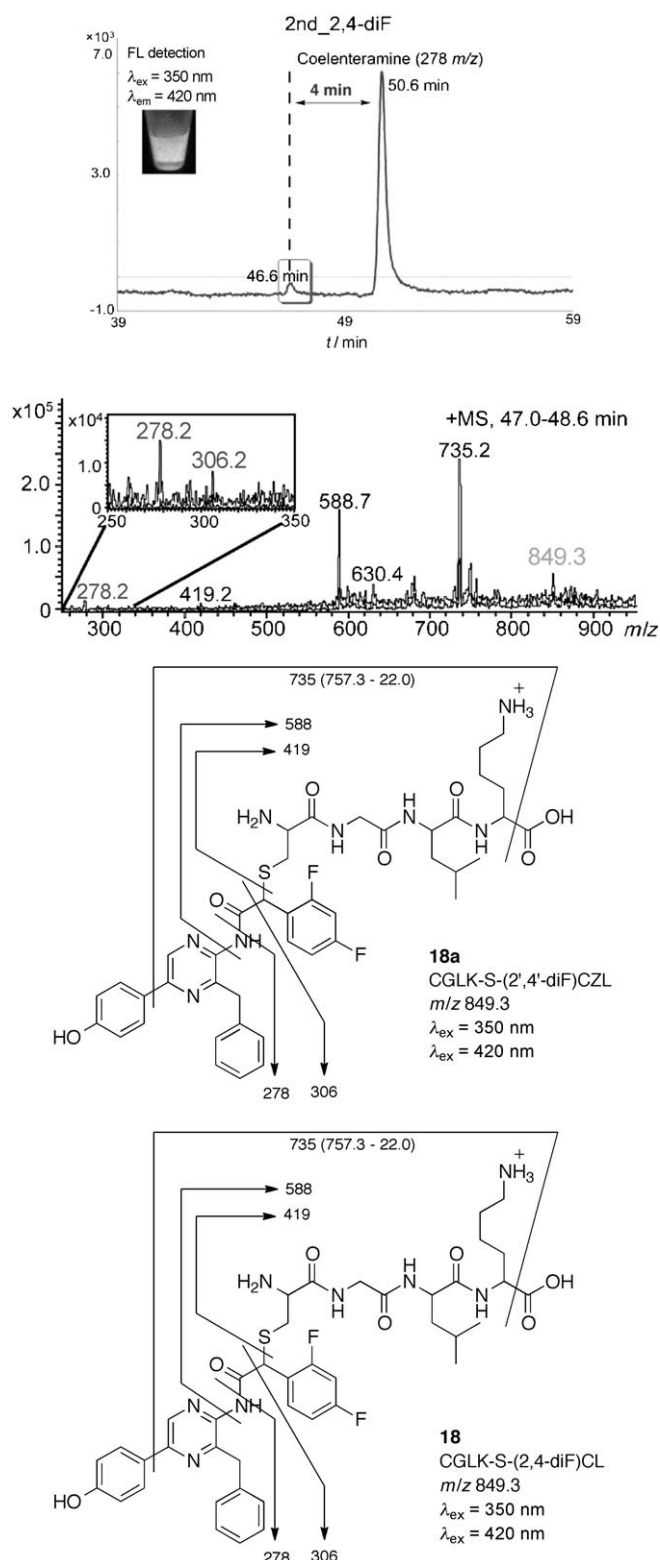 2nd_2,4-diF
×10³
7.0
FL detection
λex = 350 nm
λem = 420 nm
Coelenteramine (278 m/z)
4 min
50.6 min
3.0
46.6 min
-1.0
39
49
59
t / min
x10⁵
x10⁴
278.2
306.2
1.0
0
250
300
350
+MS, 47.0-48.6 min
735.2
2.0
588.7
1.0
630.4
849.3
278.2
419.2
0
300
400
500
600
700
800
900
m/z
735 (757.3 - 22.0)
588
419
+
NH₃
O
H
N
O
H₂N
N
H
O
N
H
OH
O
S
F
O
F
N
NH
N
HO
278
306
18a
CGLK-S-(2',4'-diF)CZL
m/z 849.3
λex = 350 nm
λex = 420 nm
735 (757.3 - 22.0)
588
419
+
NH₃
O
H
N
O
H₂N
N
H
O
N
H
OH
O
S
F
O
F
N
NH
N
HO
278
306
18
CGLK-S-(2,4-diF)CL
m/z 849.3
λex = 350 nm
λex = 420 nm